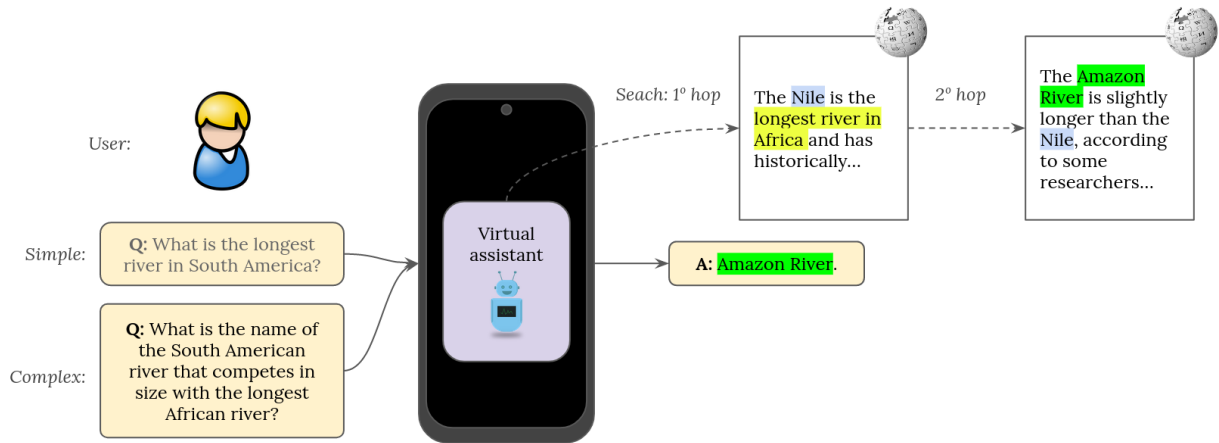 User:
Simple:
Q: What is the longest
river in South America?
Complex:
Q: What is the name of
the South American
river that competes in
size with the longest
African river?
Virtual
assistant
Seach: 1º hop
The Nile is the
longest river in
Africa and has
historically...
2º hop
The Amazon
River is slightly
longer than the
Nile, according
to some
researchers...
A: Amazon River.